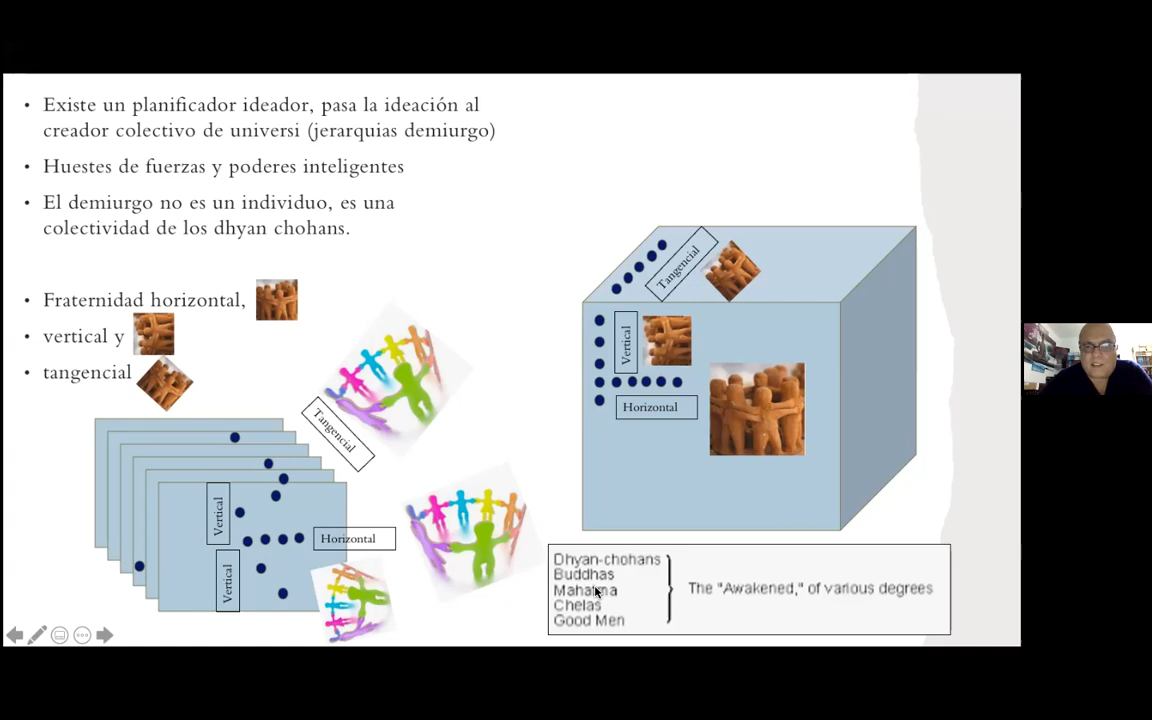 • Existe un planificador ideador, pasa la ideación al
creador colectivo de universi (jerarquias demiurgo)
• Huestes de fuerzas y poderes inteligentes
• El demiurgo no es un individuo, es una
colectividad de los dhyan chohans.
• Fraternidad horizontal,
• vertical y
• tangencial
Tangencial
Vertical
Horizontal
Vertical
Tangencial
Vertical
Horizontal
Dhyan-chohans
Buddhas
Mahatma
Chelas
Good Men
The "Awakened," of various degrees